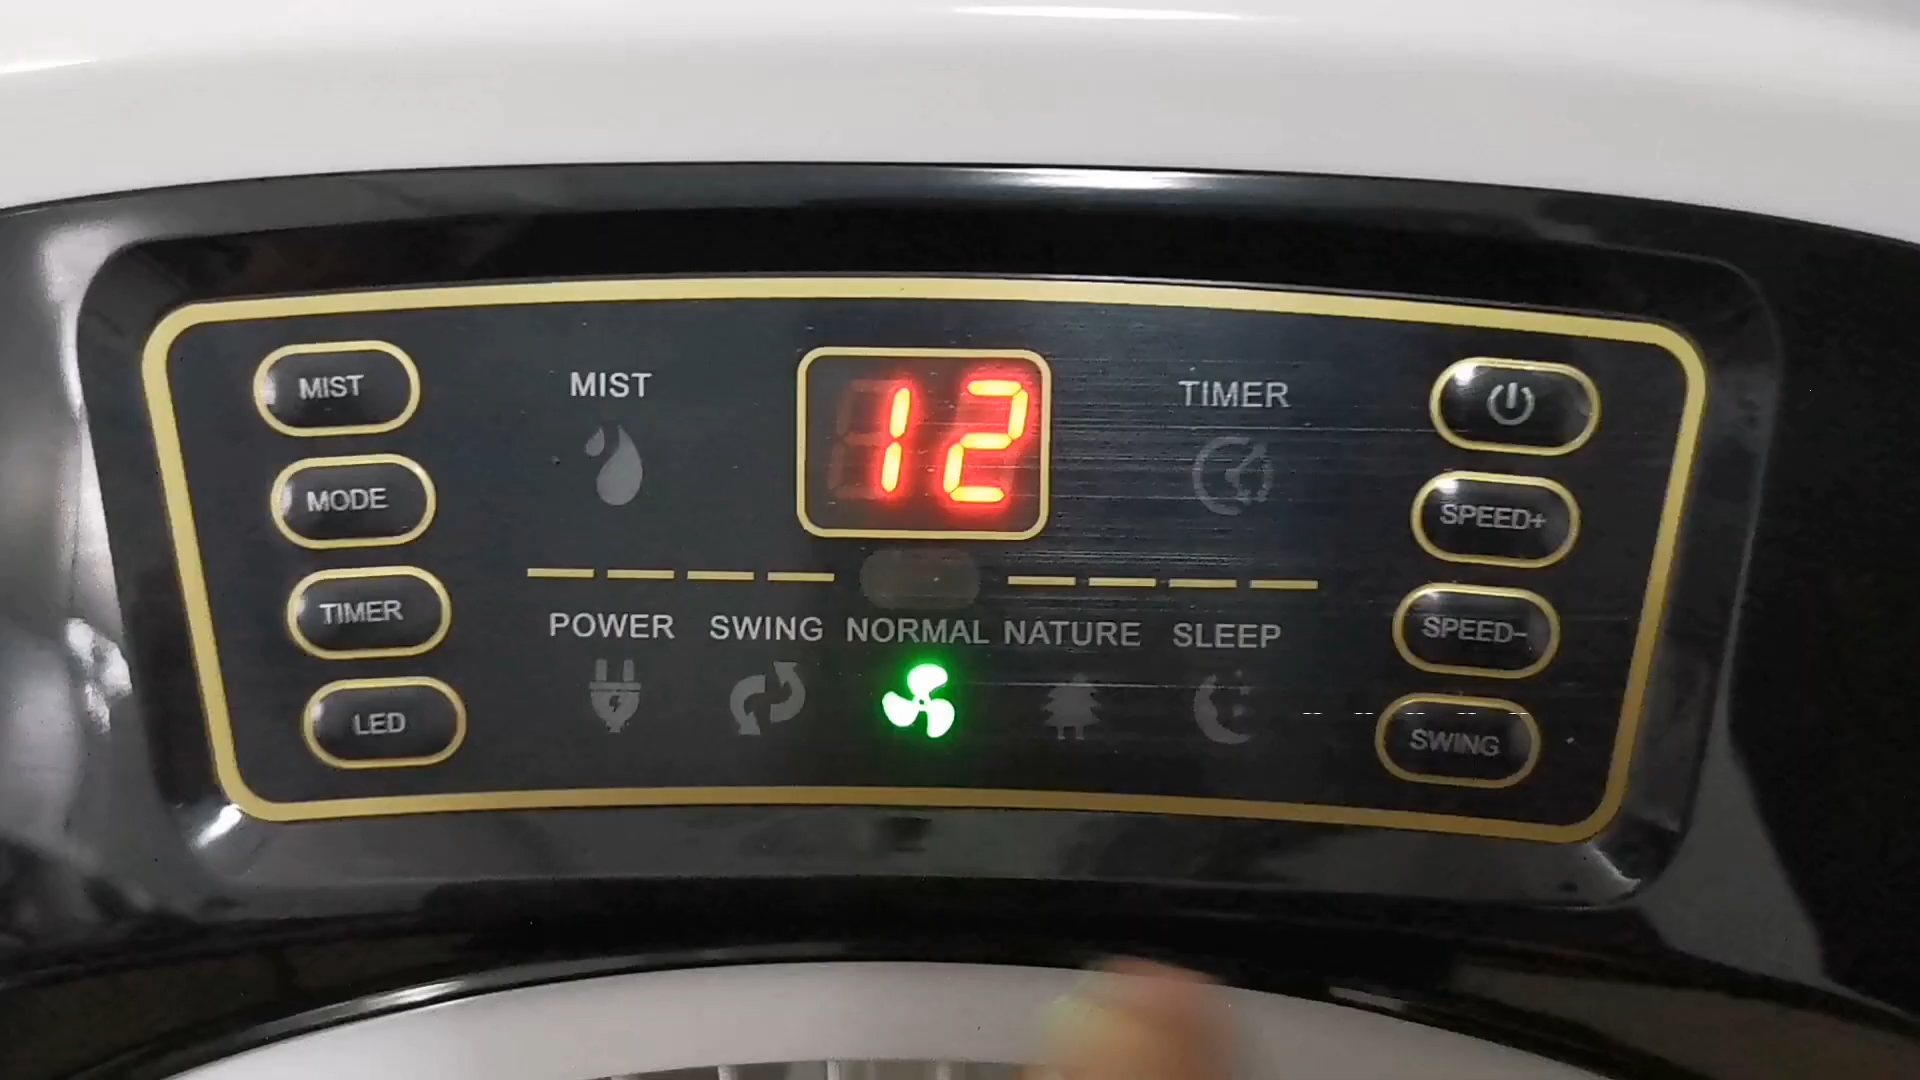 MIST
MODE
TIMER
LED
MIST
12
TIMER
POWER SWING NORMAL NATURE SLEEP
SPEED+
SPEED-
SWING